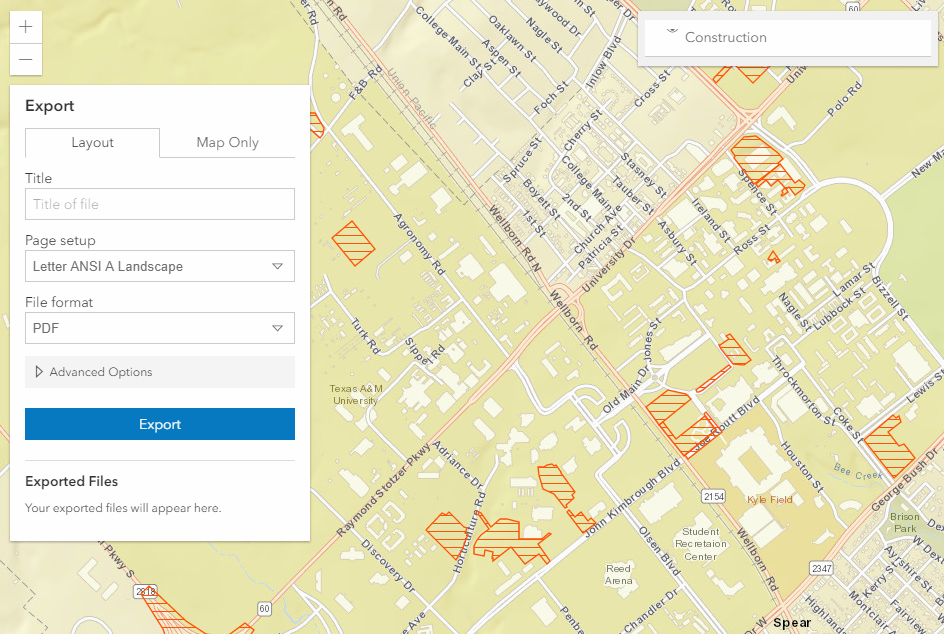 +
−
Export
Layout
Map Only
Title
Title of file
Page setup
Letter ANSI A Landscape
File format
PDF
Advanced Options
Export
Exported Files
Your exported files will appear here.
Construction
College Main St
Oaklawn St
Nagle St
Aspen St
Clay St
Foch St
Inlow Blvd
Cross St
60
Polo Rd
F&B Rd
Union Pacific
Spruce St
Cherry St
College Main St
Stasney St
Tauber St
Boyett St
2nd St
1st St
Church Ave
Patricia St
University Dr
Wellborn Rd N
Agronomy Rd
Asbury St
Ireland St
Ross St
Spence St
New Ma
Bizzell St
Lamar St
Lubbock St
Nagle St
Wellborn Rd
Turk Rd
Sippel Rd
Jones St
Old Main Dr
Throckmorton St
Coke St
Lewis St
Texas A&M
University
Joe Routt Blvd
Houston St
Bee Creek
George Bush Dr
Adriance Dr
Raymond Stotzer Pkwy
Horticulture Rd
John Kimbrough Blvd
2154
Kyle Field
Brison
Park
Student
Recretaion
Center
Olsen Blvd
Wellborn Rd
Discovery Dr
Reed
Arena
2347
W Dex
Ayrshire St
Kerry St
Fairview
Montclair A
Highland
Pkwy S
2818
60
Chandler Dr
Spear